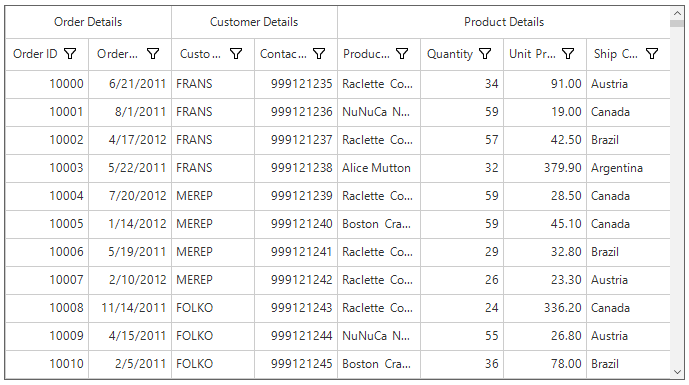 Order Details Customer Details Product Details
Order ID Order... Custo... Contac... Produc... Quantity Unit Pr... Ship C...
10000 6/21/2011 FRANS 999121235 Raclette Co... 34 91.00 Austria
10001 8/1/2011 FRANS 999121236 NuNuCa N... 59 19.00 Canada
10002 4/17/2012 FRANS 999121237 Raclette Co... 57 42.50 Brazil
10003 5/22/2011 FRANS 999121238 Alice Mutton 32 379.90 Argentina
10004 7/20/2012 MEREP 999121239 Raclette Co... 59 28.50 Canada
10005 1/14/2012 MEREP 999121240 Boston Cra... 59 45.10 Canada
10006 5/19/2011 MEREP 999121241 Raclette Co... 29 32.80 Brazil
10007 2/10/2012 MEREP 999121242 Raclette Co... 26 23.30 Austria
10008 11/14/2011 FOLKO 999121243 Raclette Co... 24 336.20 Canada
10009 4/15/2011 FOLKO 999121244 NuNuCa N... 55 26.80 Austria
10010 2/5/2011 FOLKO 999121245 Boston Cra... 36 78.00 Brazil